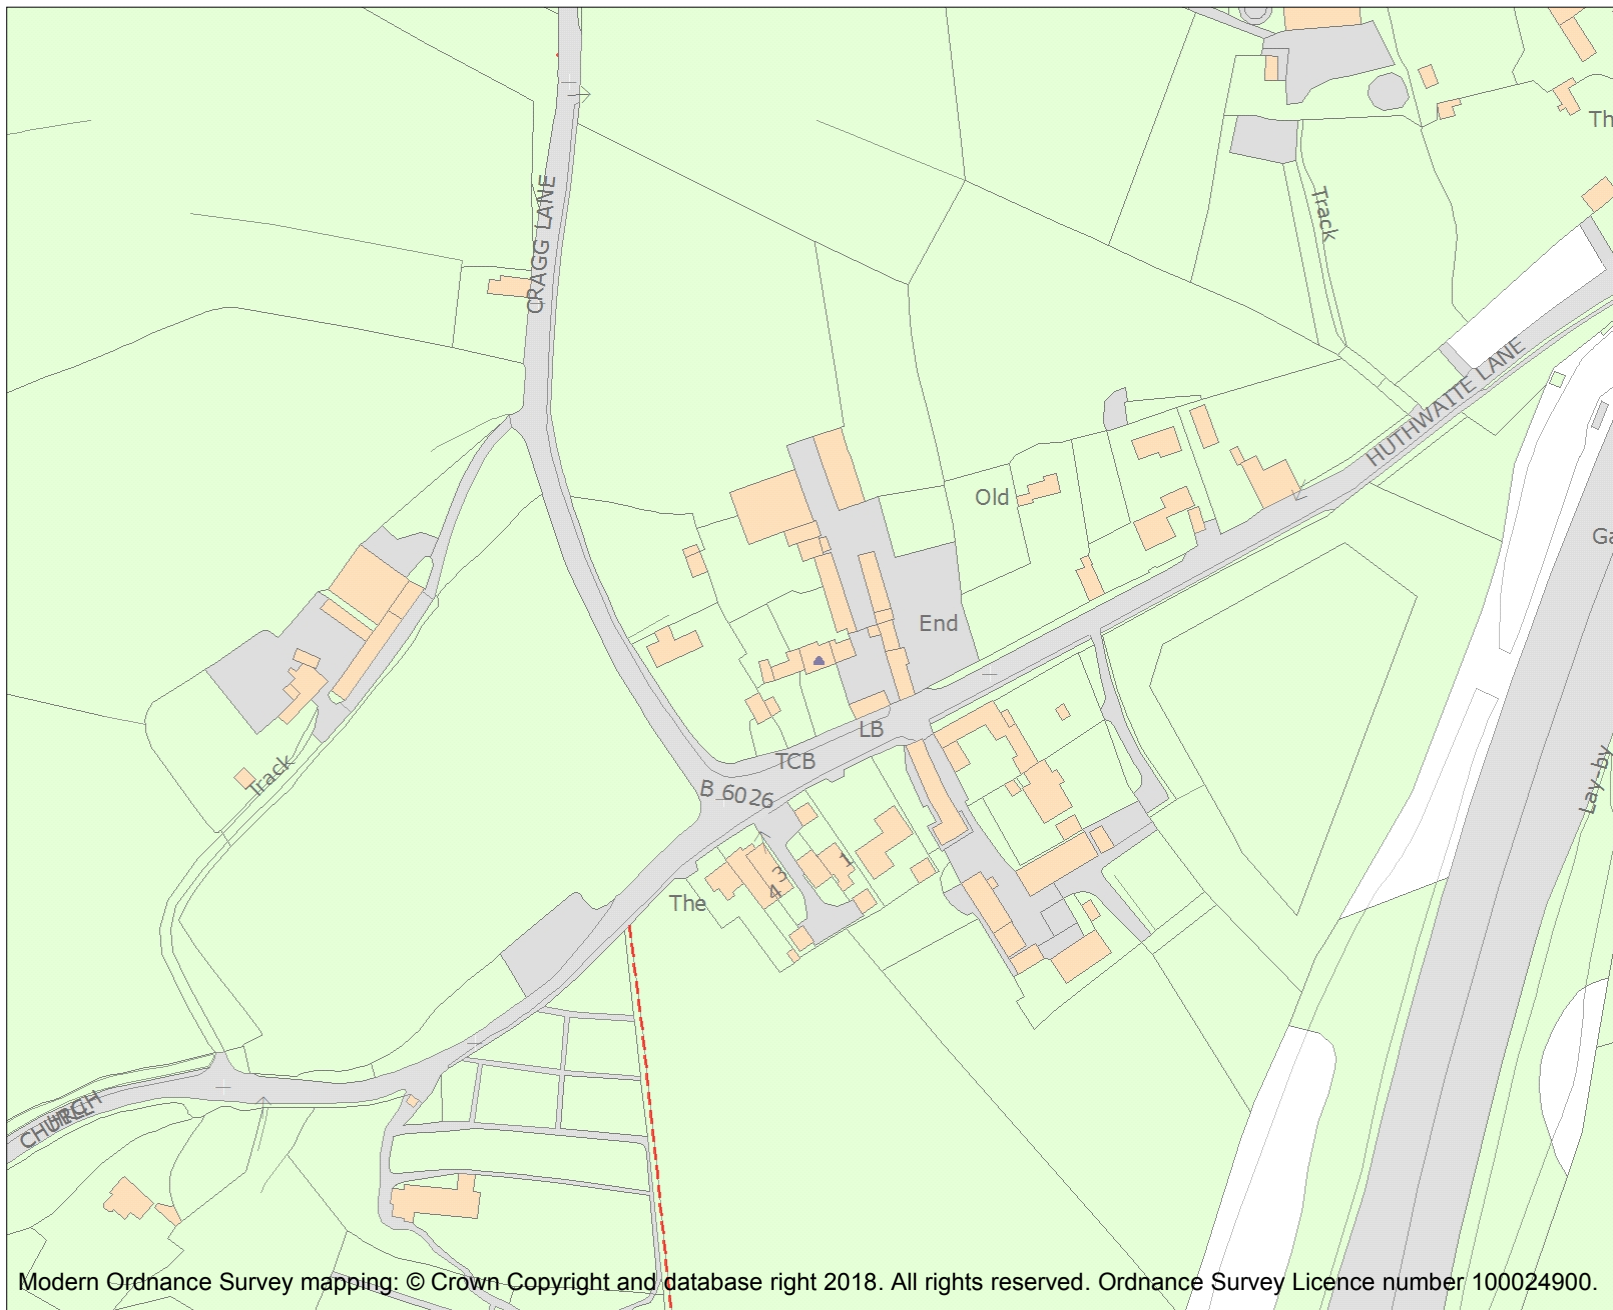 Th
Track
CRAGG LANE
HUTHWAITE LANE
Old
Ga
End
LB
TCB
B 6026
Lay-by
Track
1
3
4
The
CHURCH
HILL
Modern Ordnance Survey mapping: © Crown Copyright and database right 2018. All rights reserved. Ordnance Survey Licence number 100024900.